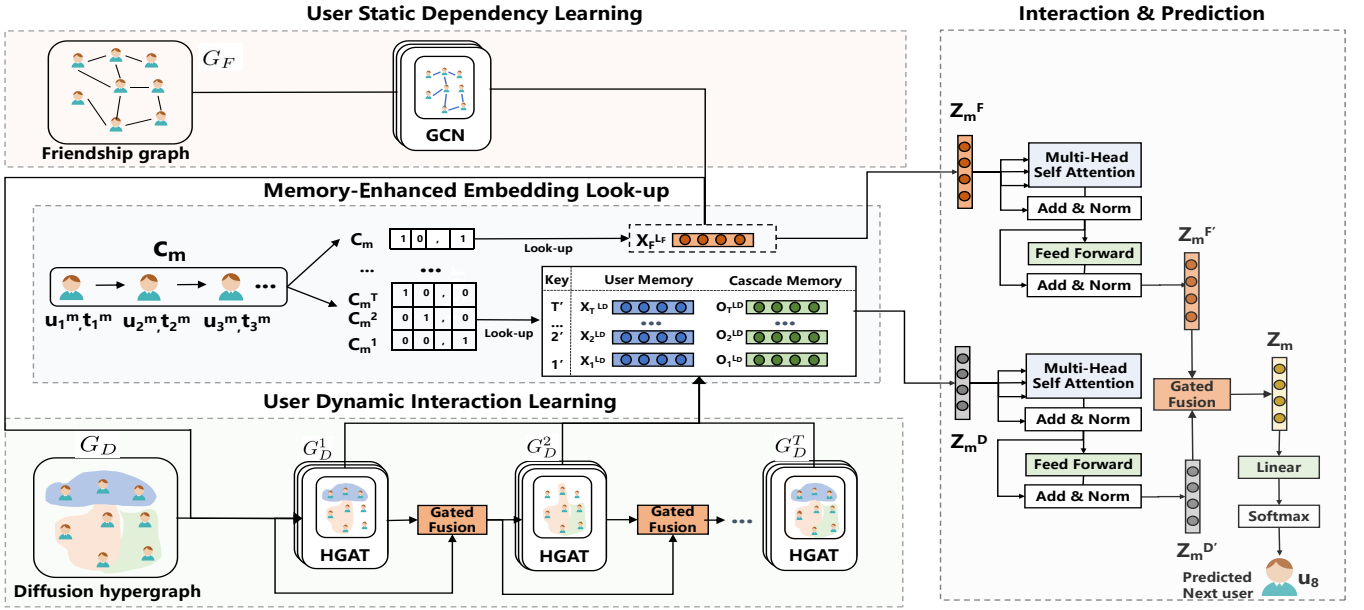 User Static Dependency Learning
G_F
GCN
Friendship graph
Memory-Enhanced Embedding Look-up
C_m
u_1^m,t_1^m u_2^m,t_2^m u_3^m,t_3^m
...
C_m 1 0 , 1
Look-up
X_F^{L_F}
... ...
C_m^T 1 0 , 0
C_m^2 0 1 , 0
C_m^1 0 0 , 1
Look-up
Key User Memory Cascade Memory
T' X_T^{LD} O_T^{LD}
... ... ...
2' X_2^{LD} O_2^{LD}
1' X_1^{LD} O_1^{LD}
User Dynamic Interaction Learning
G_D
Diffusion hypergraph
G_D^1
HGAT
Gated
Fusion
G_D^2
HGAT
Gated
Fusion
...
G_D^T
HGAT
Interaction & Prediction
Z_m^F
Multi-Head
Self Attention
Add & Norm
Feed Forward
Add & Norm
Z_m^{F'}
Z_m^D
Multi-Head
Self Attention
Add & Norm
Feed Forward
Add & Norm
Z_m^{D'}
Gated
Fusion
Z_m
Linear
Softmax
Predicted
Next user
u_8